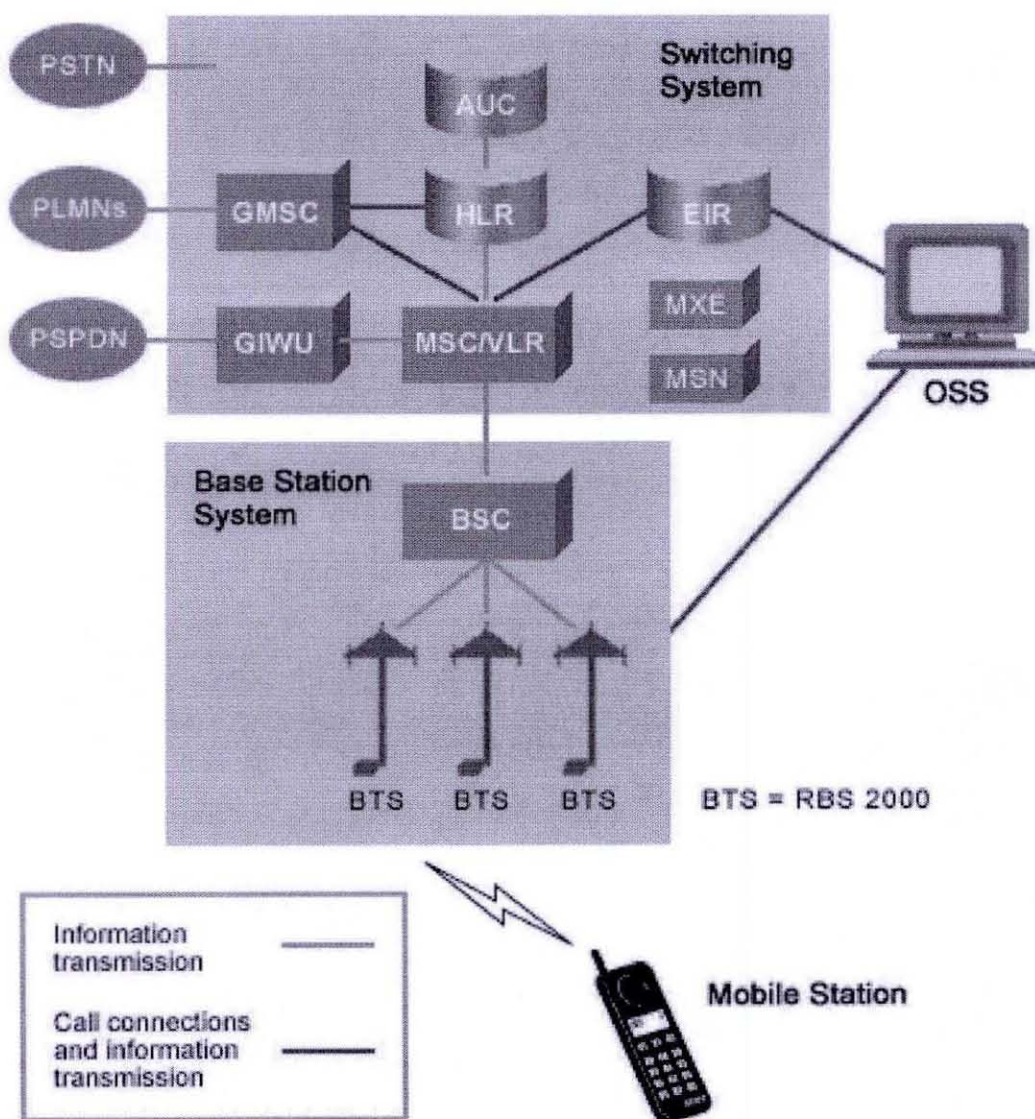 PSTN
Switching
System
AUC
PLMNs
GMSC
HLR
EIR
MXE
PSPDN
GIWU
MSC/VLR
MSN
OSS
Base Station
System
BSC
BTS
BTS
BTS
BTS = RBS 2000
Information
transmission
Call connections
and information
transmission
Mobile Station